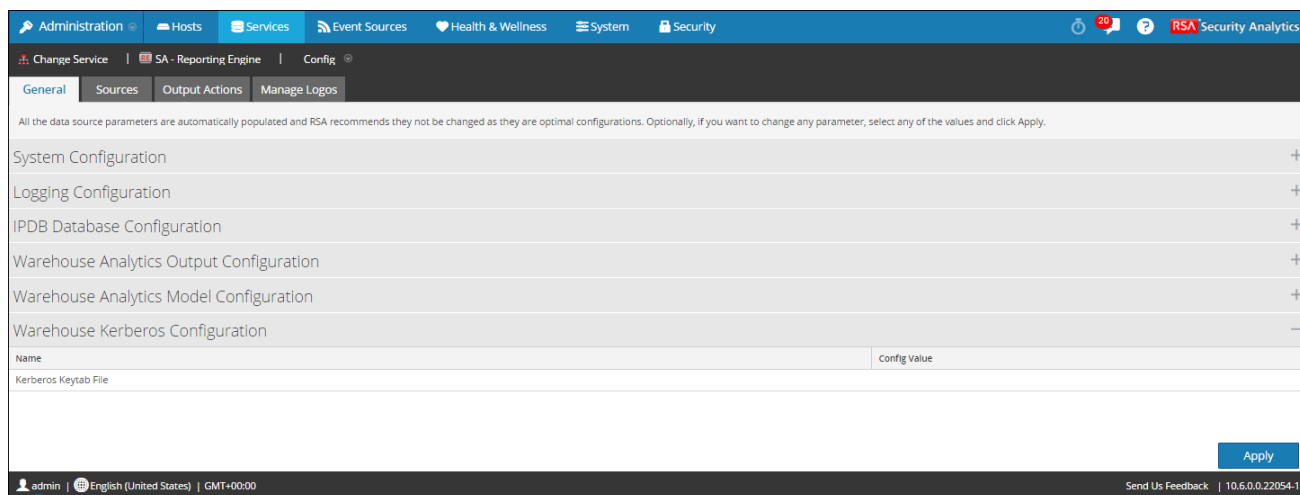 Administration Hosts Services Event Sources Health & Wellness System Security 20 ? RSA Security Analytics
Change Service | RE SA - Reporting Engine | Config
General Sources Output Actions Manage Logos
All the data source parameters are automatically populated and RSA recommends they not be changed as they are optimal configurations. Optionally, if you want to change any parameter, select any of the values and click Apply.
System Configuration
Logging Configuration
IPDB Database Configuration
Warehouse Analytics Output Configuration
Warehouse Analytics Model Configuration
Warehouse Kerberos Configuration
Name Config Value
Kerberos Keytab File
Apply
admin | English (United States) | GMT+00:00 Send Us Feedback | 10.6.0.0.22054-1